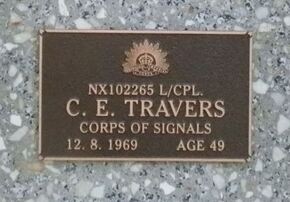 NX102265 L/CPL.
C. E. TRAVERS
CORPS OF SIGNALS
12. 8. 1969 AGE 49